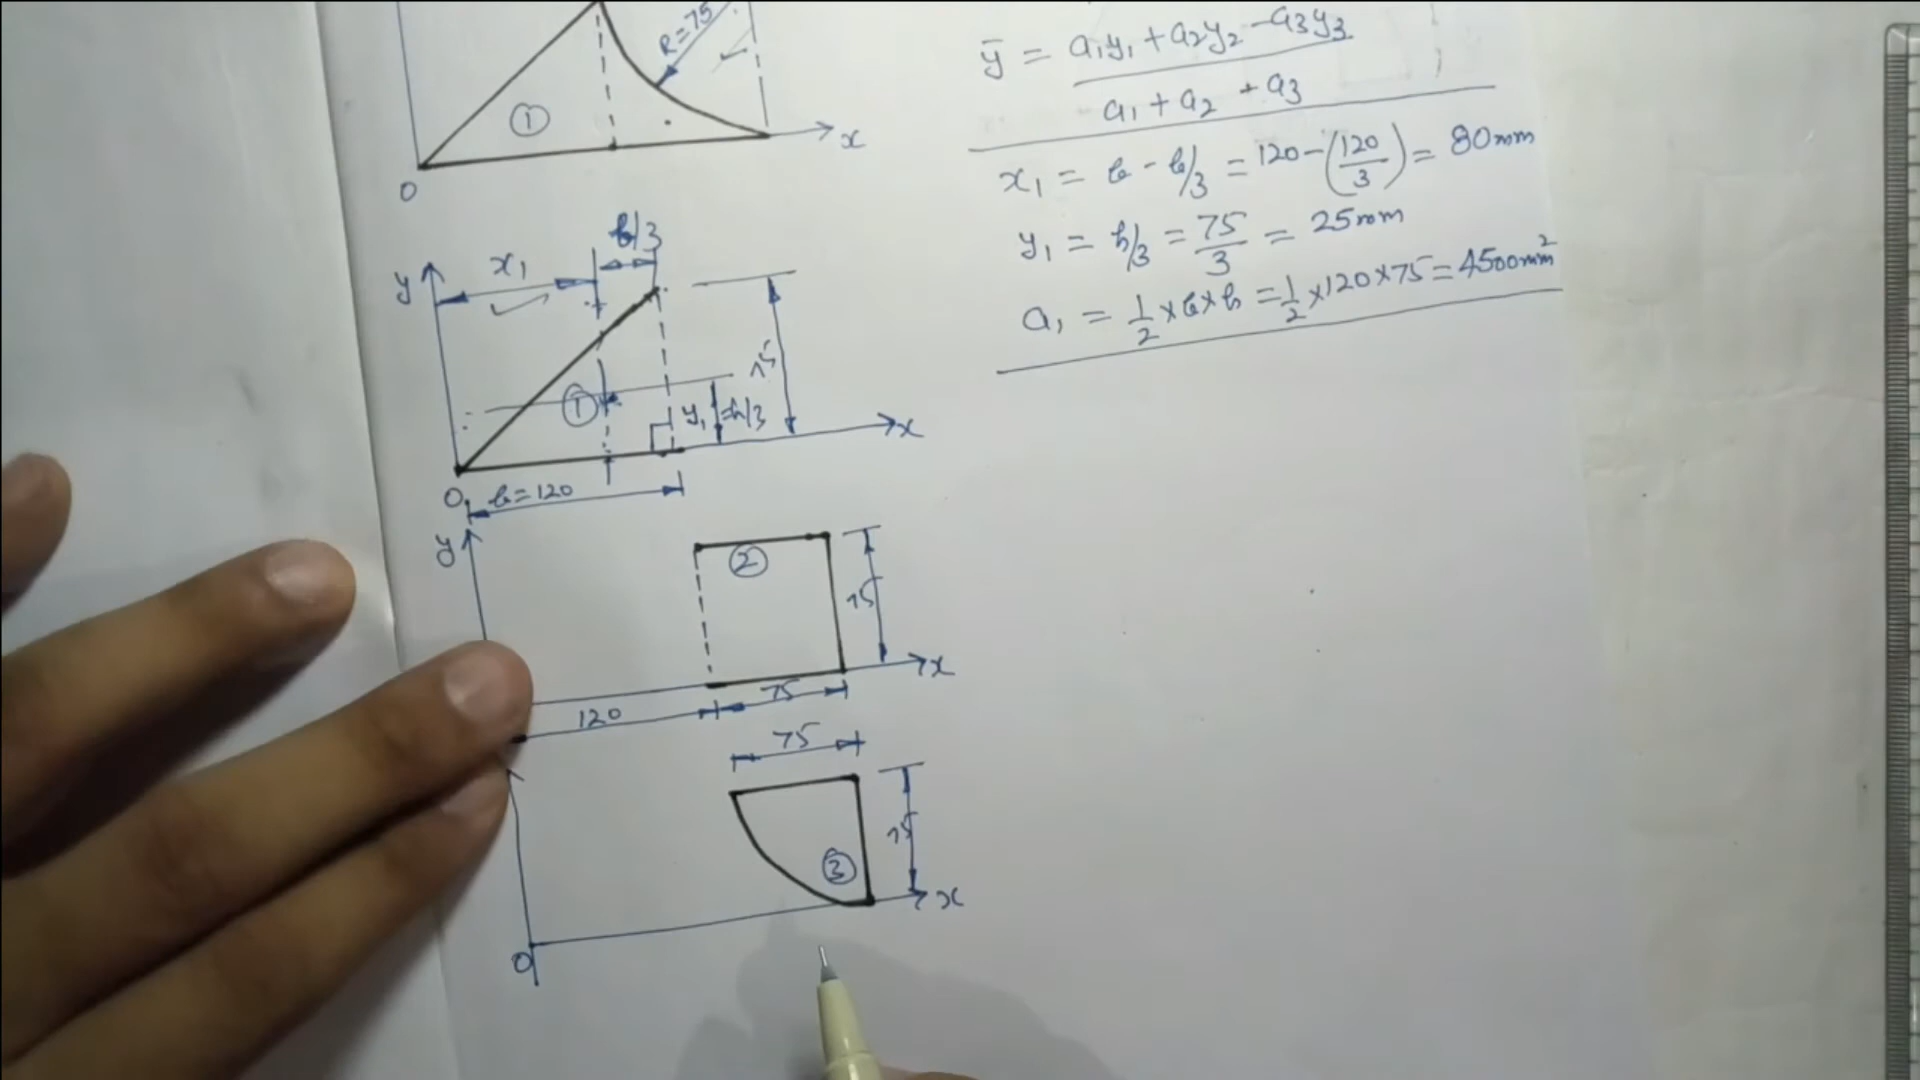 R=75
①
x
O
ȳ = a₁y₁ + a₂y₂ - a₃y₃
a₁ + a₂ + a₃
x₁ = b - b/3 = 120 - (120/3) = 80mm
y₁ = h/3 = 75/3 = 25mm
a₁ = 1/2 × b × h = 1/2 × 120 × 75 = 4500mm²
b/3
x₁
y
75
①
y₁ = h/3
x
O
b = 120
y
②
75
x
75
120
75
75
③
x
O